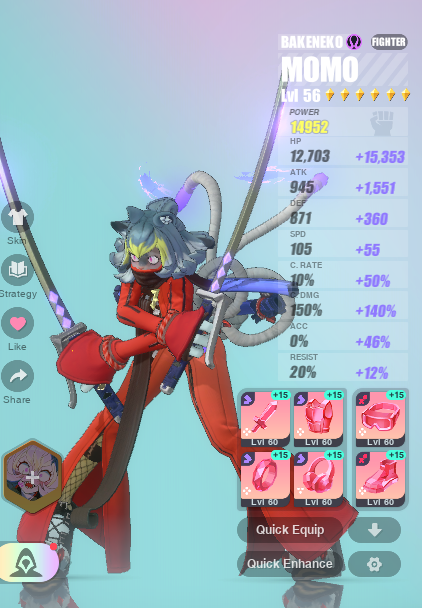 BAKENEKO FIGHTER
MOMO
Lvl 56
POWER
14952
HP
12,703 +15,353
ATK
945 +1,551
DEF
871 +360
SPD
105 +55
C. RATE
10% +50%
C. DMG
150% +140%
ACC
0% +46%
RESIST
20% +12%
Skin
Strategy
Like
Share
+15 +15 +15
Lvl 60 Lvl 60 Lvl 60
+15 +15 +15
Lvl 60 Lvl 60 Lvl 60
Quick Equip
Quick Enhance